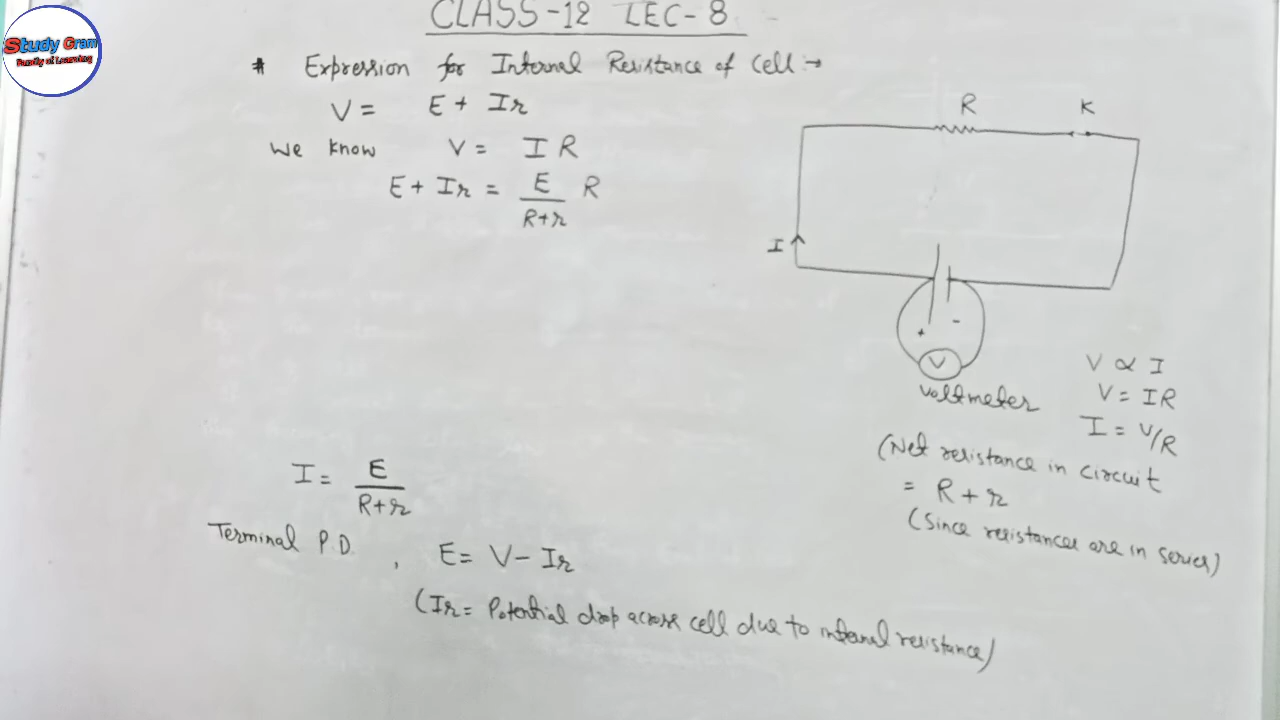 Study Gram
Family of Learning
CLASS-12 LEC-8
* Expression for Internal Resistance of Cell :→
V = E + Ir
We know V = I R
E + Ir = E/R+r R
R K
I
+ -
V
voltmeter
V ∝ I
V = IR
I = V/R
(Net resistance in circuit
= R + r
(Since resistances are in series)
I = E/R+r
Terminal P.D. , E = V - Ir
(Ir = Potential drop across cell due to internal resistance)